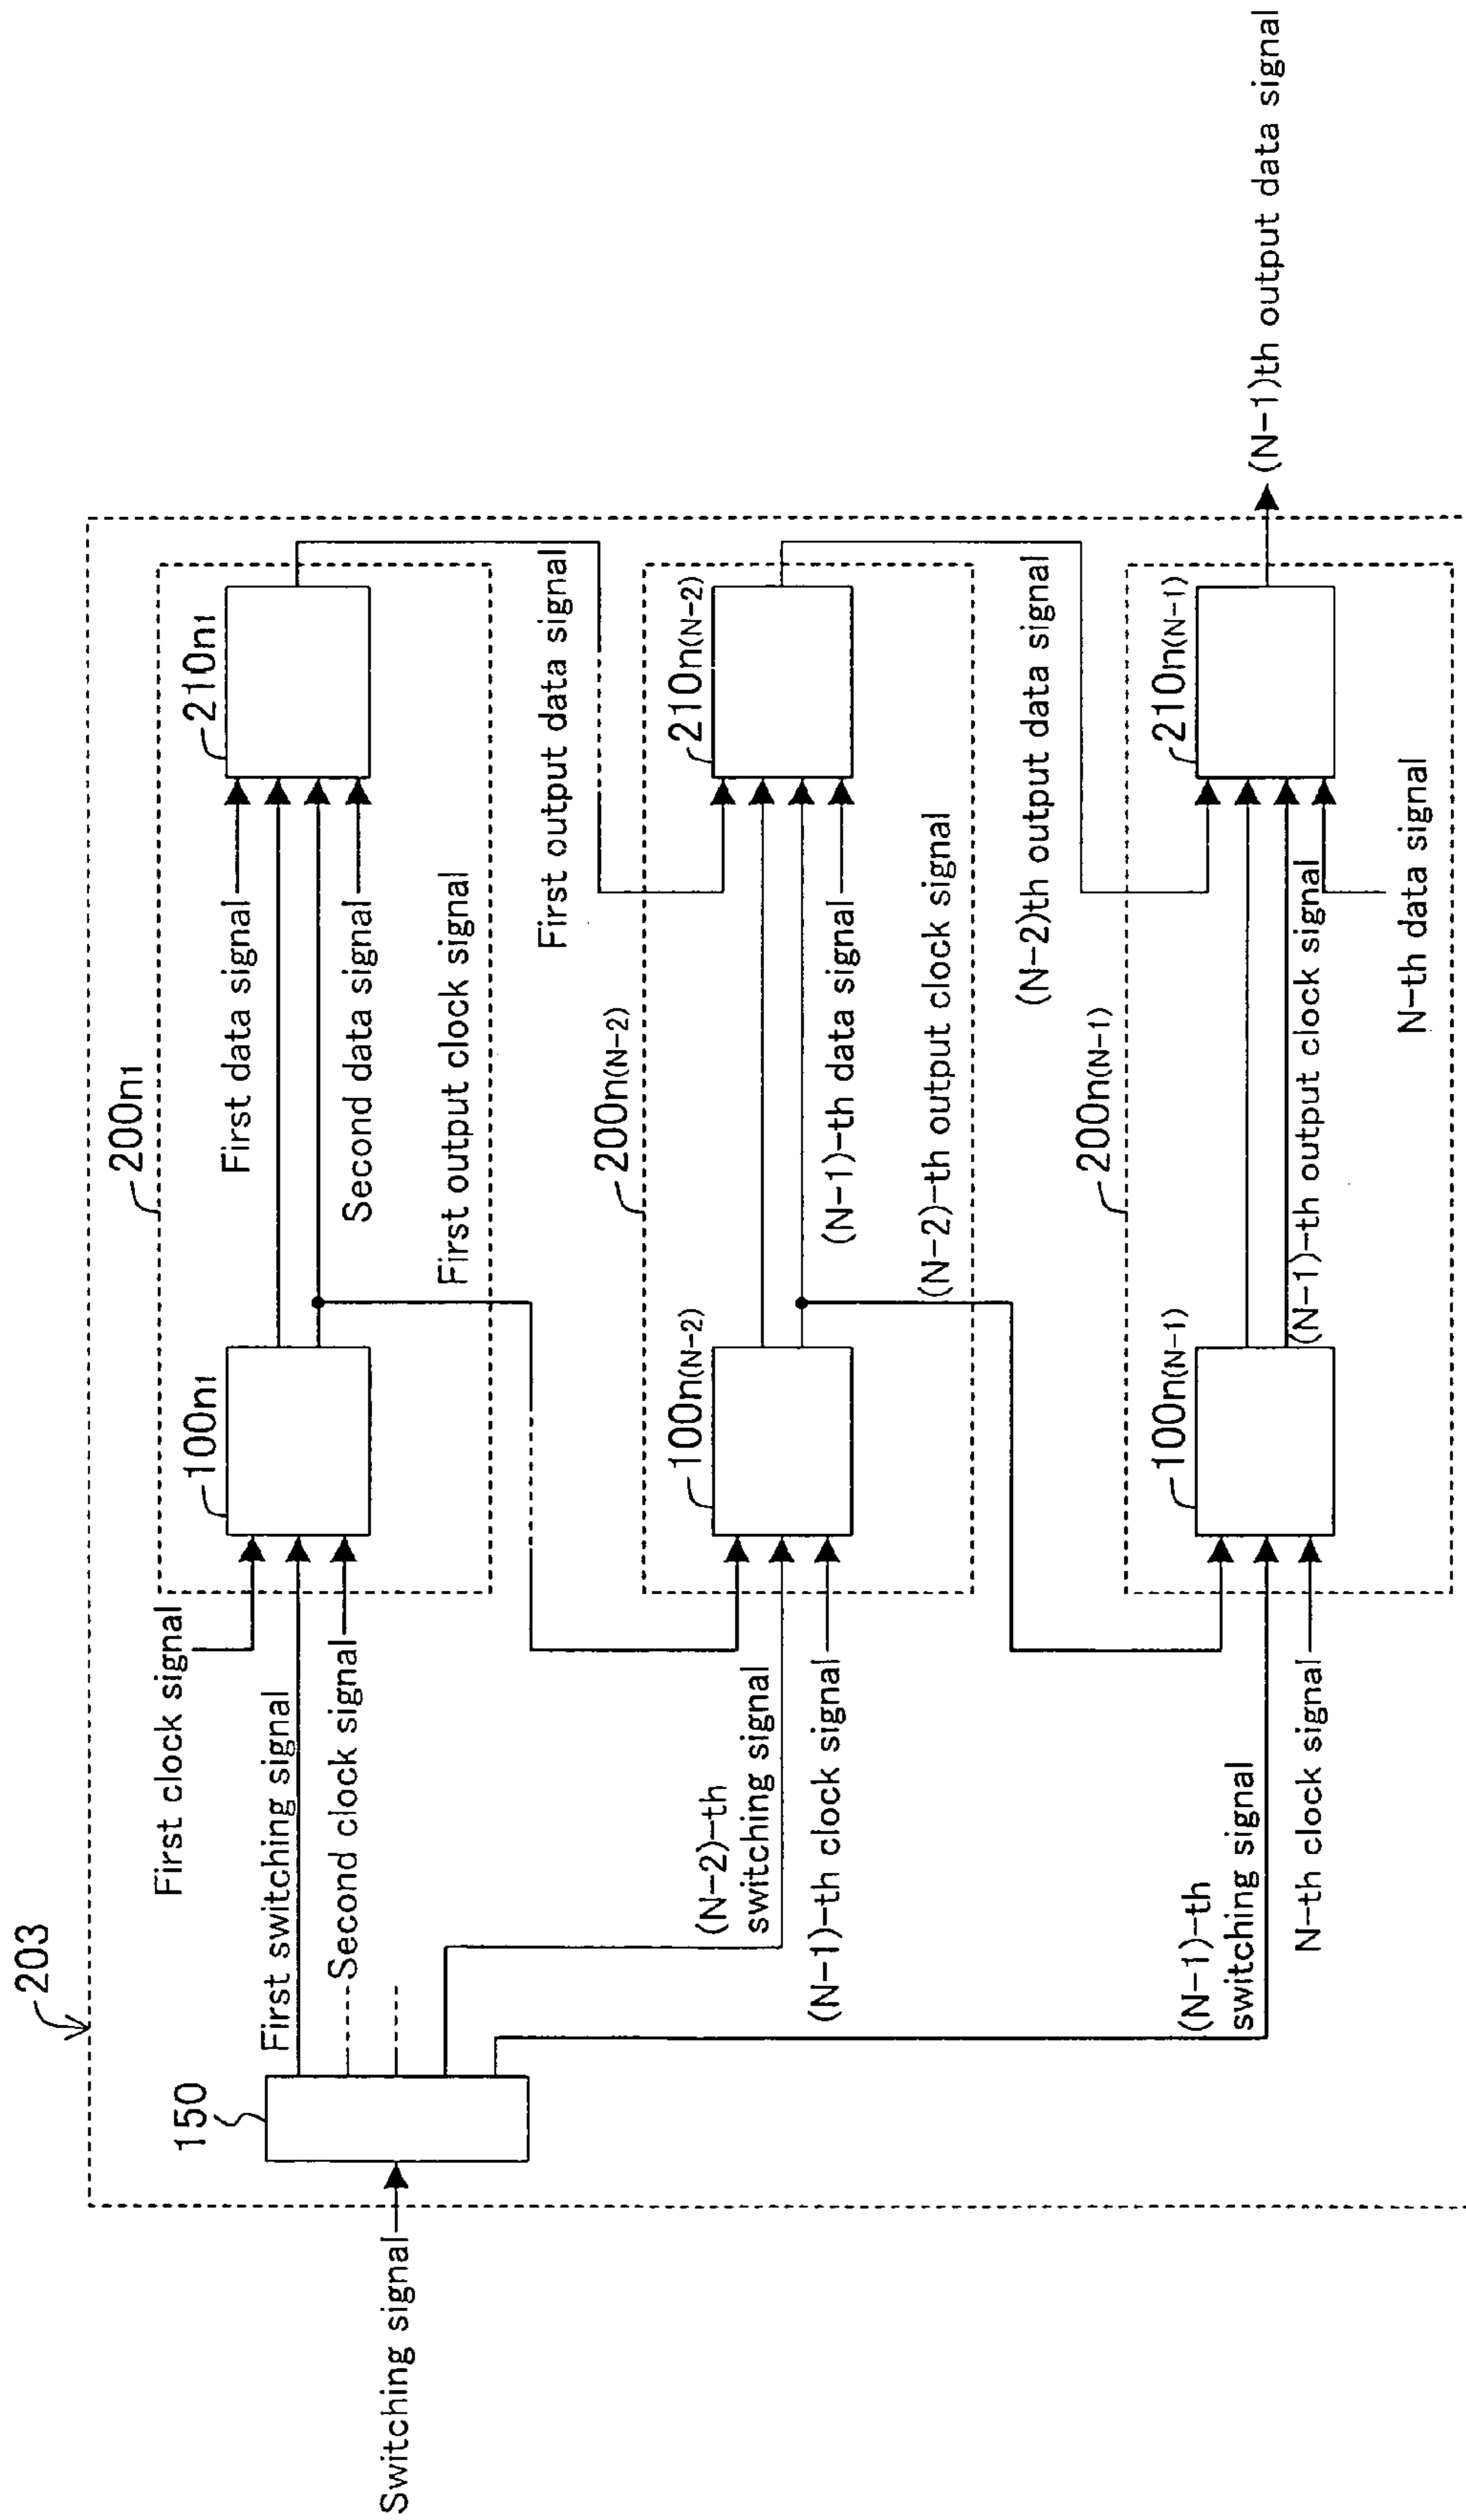 203
150
Switching signal
200n1
100n1
210n1
First clock signal
First switching signal
Second clock signal
First data signal
Second data signal
First output clock signal
First output data signal
200n(N-2)
100n(N-2)
210n(N-2)
(N-2)-th
switching signal
(N-1)-th clock signal
(N-1)-th data signal
(N-2)-th output clock signal
(N-2)th output data signal
200n(N-1)
100n(N-1)
210n(N-1)
(N-1)-th
switching signal
N-th clock signal
(N-1)-th output clock signal
N-th data signal
(N-1)th output data signal